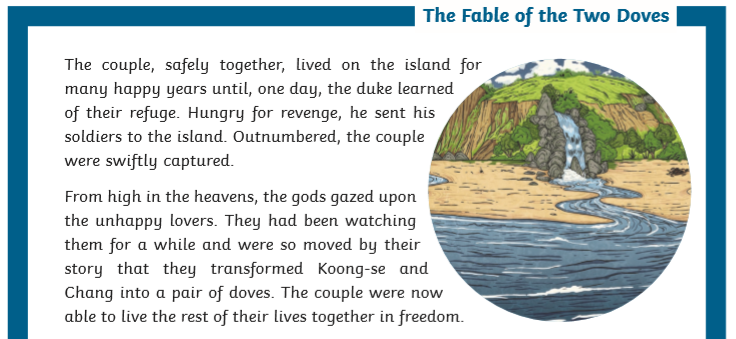 The Fable of the Two Doves
The couple, safely together, lived on the island for
many happy years until, one day, the duke learned
of their refuge. Hungry for revenge, he sent his
soldiers to the island. Outnumbered, the couple
were swiftly captured.
From high in the heavens, the gods gazed upon
the unhappy lovers. They had been watching
them for a while and were so moved by their
story that they transformed Koong-se and
Chang into a pair of doves. The couple were now
able to live the rest of their lives together in freedom.